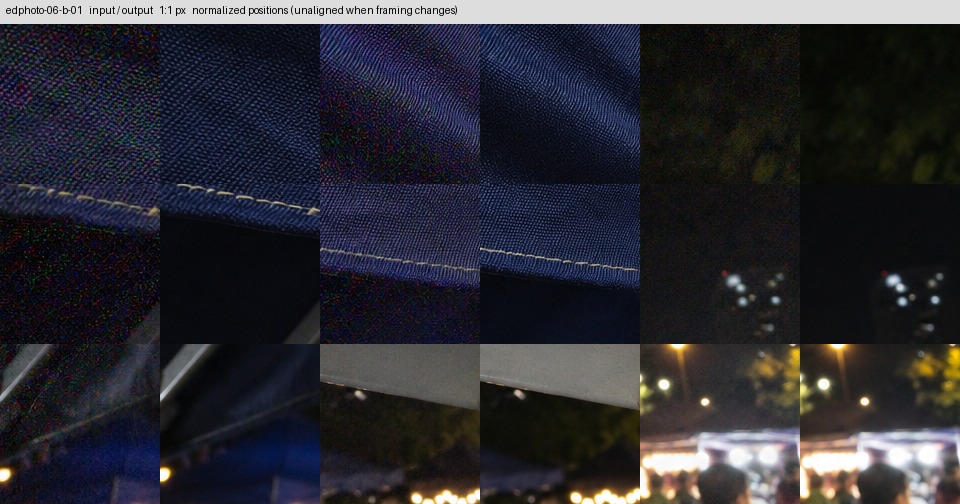 edphoto-06-b-01 input / output 1:1 px normalized positions (unaligned when framing changes)